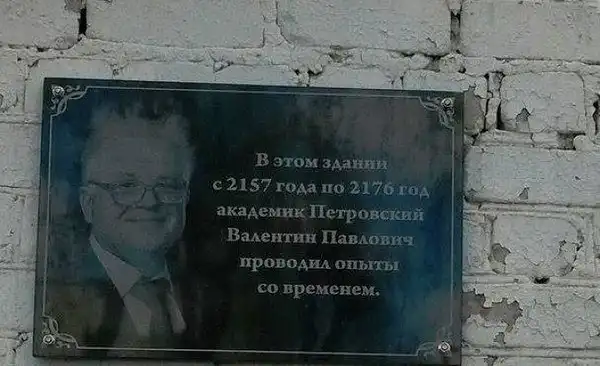 В этом здании
с 2157 года по 2176 год
академик Петровский
Валентин Павлович
проводил опыты
со временем.